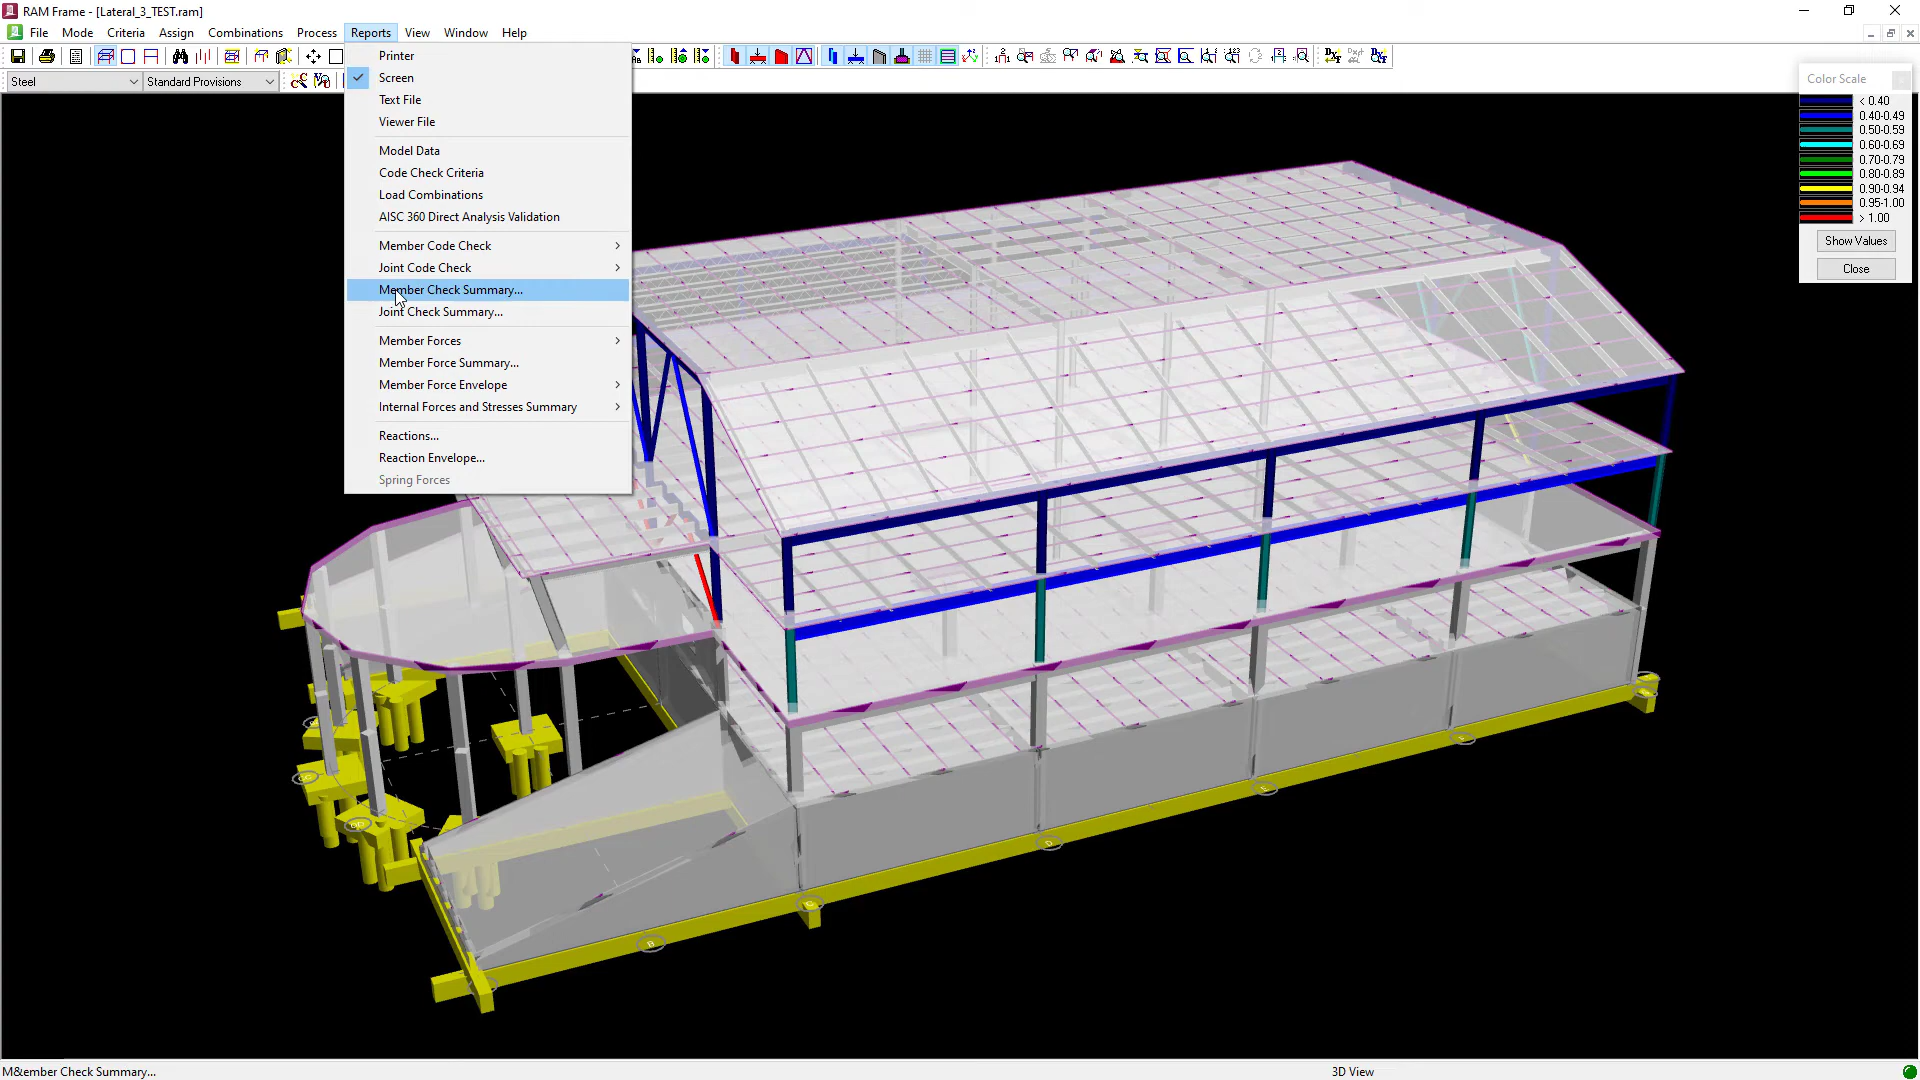 RAM Frame - [Lateral_3_TEST.ram]
File Mode Criteria Assign Combinations Process Reports View Window Help
Steel Standard Provisions
Printer
Screen
Text File
Viewer File
Model Data
Code Check Criteria
Load Combinations
AISC 360 Direct Analysis Validation
Member Code Check
Joint Code Check
Member Check Summary...
Joint Check Summary...
Member Forces
Member Force Summary...
Member Force Envelope
Internal Forces and Stresses Summary
Reactions...
Reaction Envelope...
Spring Forces
Color Scale
< 0.40
0.40-0.49
0.50-0.59
0.60-0.69
0.70-0.79
0.80-0.89
0.90-0.94
0.95-1.00
> 1.00
Show Values
Close
D
B
M&ember Check Summary...
3D View